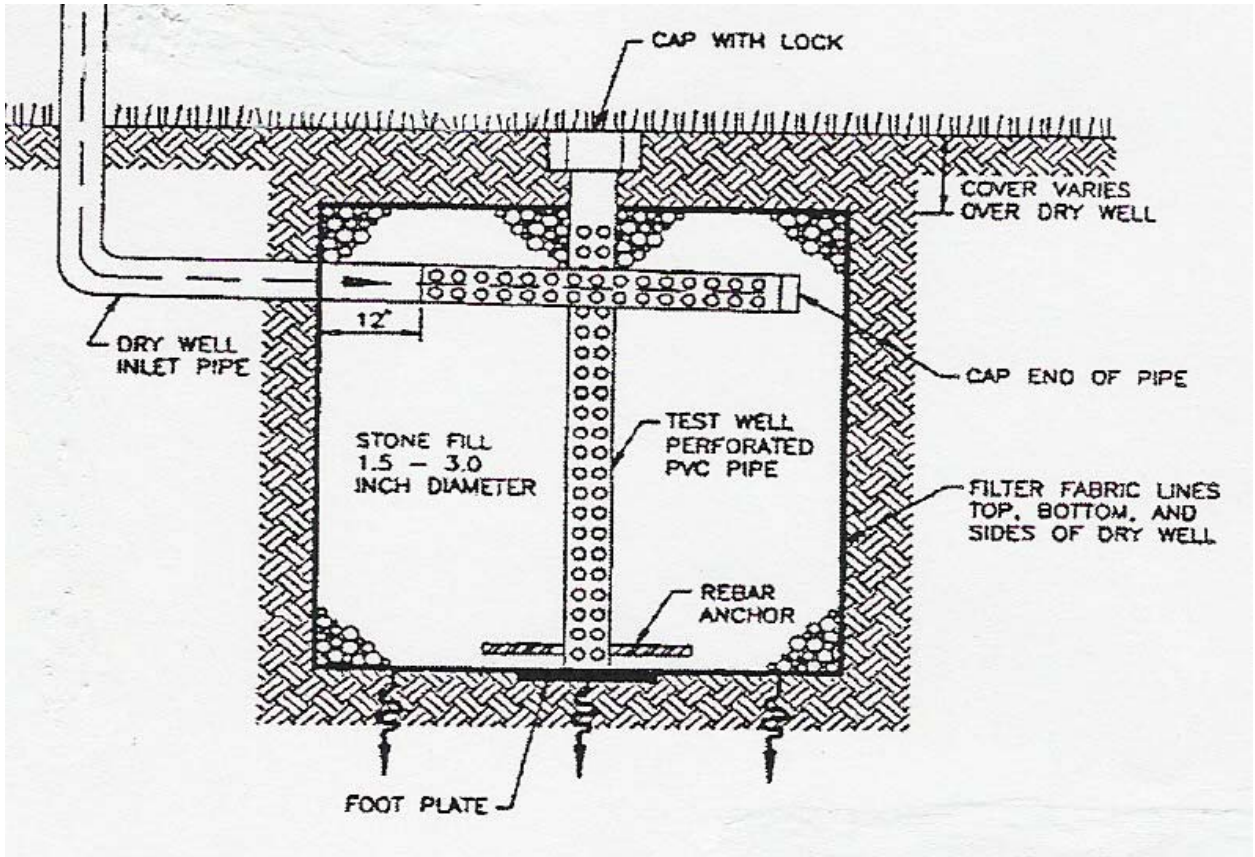 CAP WITH LOCK
COVER VARIES
OVER DRY WELL
12"
DRY WELL
INLET PIPE
CAP END OF PIPE
STONE FILL
1.5 - 3.0
INCH DIAMETER
TEST WELL
PERFORATED
PVC PIPE
FILTER FABRIC LINES
TOP, BOTTOM, AND
SIDES OF DRY WELL
REBAR
ANCHOR
FOOT PLATE